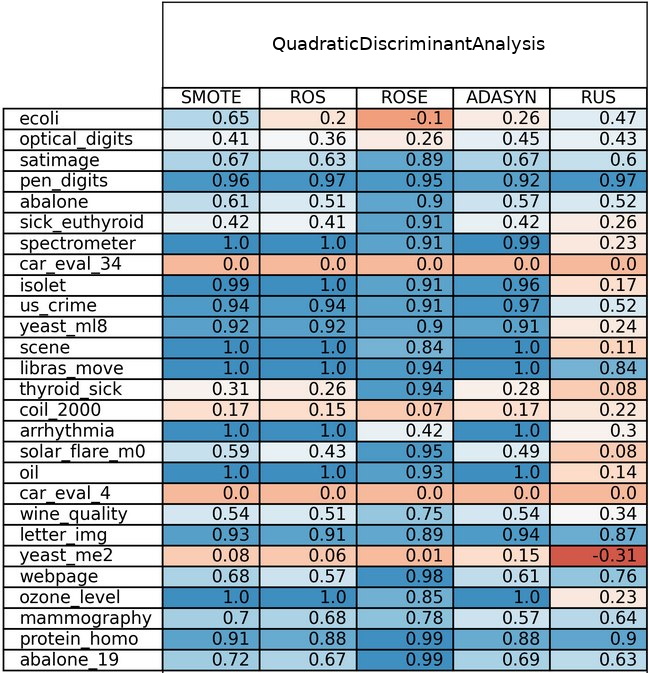 QuadraticDiscriminantAnalysis
SMOTE ROS ROSE ADASYN RUS
ecoli 0.65 0.2 -0.1 0.26 0.47
optical_digits 0.41 0.36 0.26 0.45 0.43
satimage 0.67 0.63 0.89 0.67 0.6
pen_digits 0.96 0.97 0.95 0.92 0.97
abalone 0.61 0.51 0.9 0.57 0.52
sick_euthyroid 0.42 0.41 0.91 0.42 0.26
spectrometer 1.0 1.0 0.91 0.99 0.23
car_eval_34 0.0 0.0 0.0 0.0 0.0
isolet 0.99 1.0 0.91 0.96 0.17
us_crime 0.94 0.94 0.91 0.97 0.52
yeast_ml8 0.92 0.92 0.9 0.91 0.24
scene 1.0 1.0 0.84 1.0 0.11
libras_move 1.0 1.0 0.94 1.0 0.84
thyroid_sick 0.31 0.26 0.94 0.28 0.08
coil_2000 0.17 0.15 0.07 0.17 0.22
arrhythmia 1.0 1.0 0.42 1.0 0.3
solar_flare_m0 0.59 0.43 0.95 0.49 0.08
oil 1.0 1.0 0.93 1.0 0.14
car_eval_4 0.0 0.0 0.0 0.0 0.0
wine_quality 0.54 0.51 0.75 0.54 0.34
letter_img 0.93 0.91 0.89 0.94 0.87
yeast_me2 0.08 0.06 0.01 0.15 -0.31
webpage 0.68 0.57 0.98 0.61 0.76
ozone_level 1.0 1.0 0.85 1.0 0.23
mammography 0.7 0.68 0.78 0.57 0.64
protein_homo 0.91 0.88 0.99 0.88 0.9
abalone_19 0.72 0.67 0.99 0.69 0.63